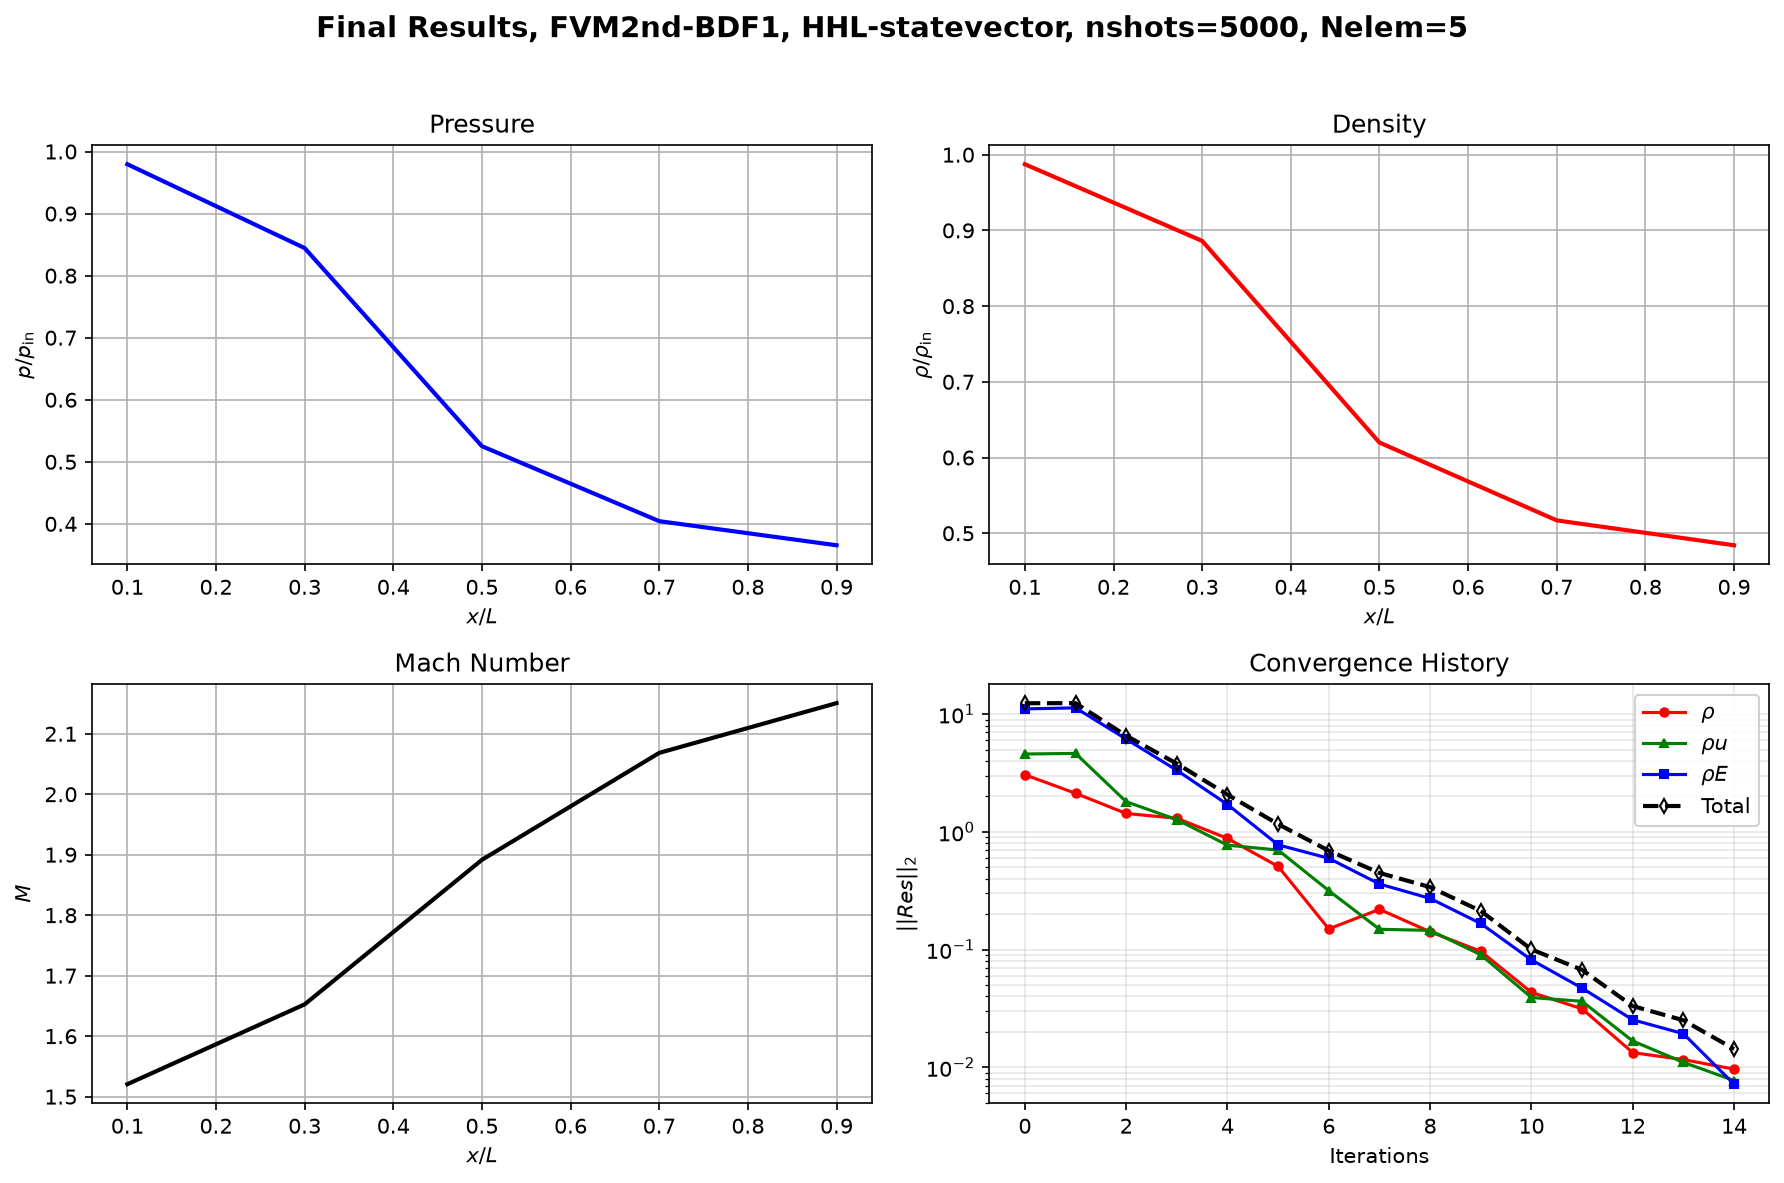 Final Results, FVM2nd-BDF1, HHL-statevector, nshots=5000, Nelem=5
Pressure
1.0
0.9
0.8
0.7
0.6
0.5
0.4
p/p_in
0.1 0.2 0.3 0.4 0.5 0.6 0.7 0.8 0.9
x/L
Density
1.0
0.9
0.8
0.7
0.6
0.5
ρ/ρ_in
0.1 0.2 0.3 0.4 0.5 0.6 0.7 0.8 0.9
x/L
Mach Number
2.1
2.0
1.9
1.8
1.7
1.6
1.5
M
0.1 0.2 0.3 0.4 0.5 0.6 0.7 0.8 0.9
x/L
Convergence History
10^1
10^0
10^−1
10^−2
||Res||_2
ρ
ρu
ρE
Total
0 2 4 6 8 10 12 14
Iterations